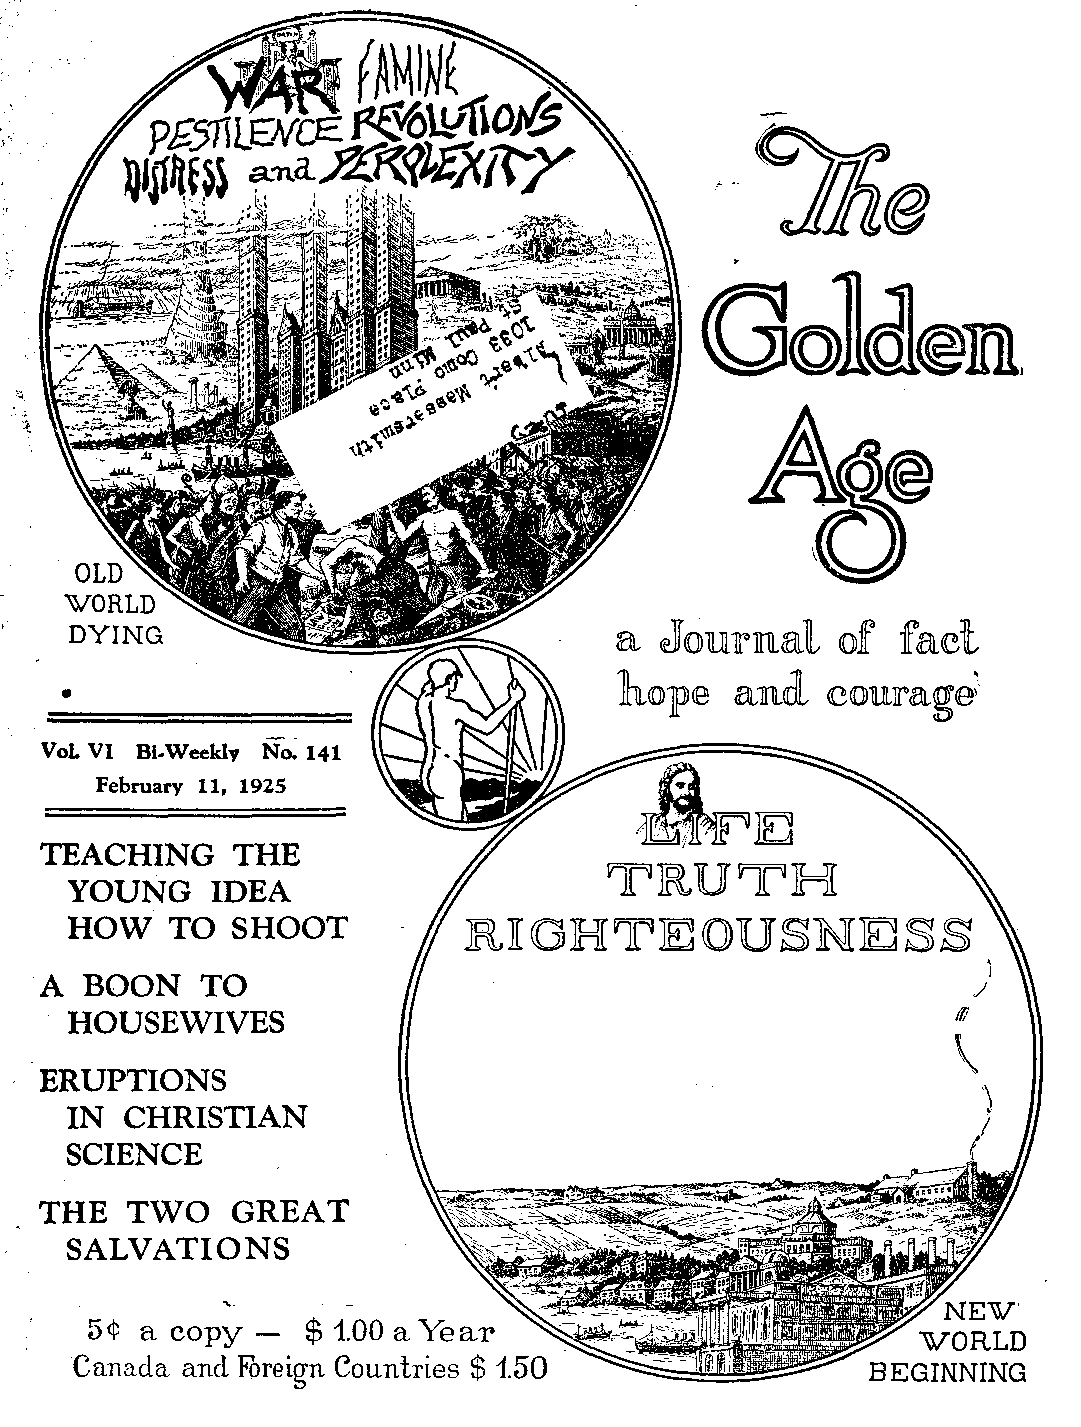 WAR FAMINE
PESTILENCE REVOLUTIONS
DISTRESS and PERPLEXITY
The
Golden
Age
Albert Messersmith
1093 Como Place
St Paul Minn
OLD
WORLD
DYING
a Journal of fact
hope and courage
Vol. VI Bi-Weekly No. 141
February 11, 1925
TEACHING THE
YOUNG IDEA
HOW TO SHOOT
A BOON TO
HOUSEWIVES
ERUPTIONS
IN CHRISTIAN
SCIENCE
THE TWO GREAT
SALVATIONS
5¢ a copy — $ 1.00 a Year
Canada and Foreign Countries $ 1.50
LIFE
TRUTH
RIGHTEOUSNESS
NEW
WORLD
BEGINNING